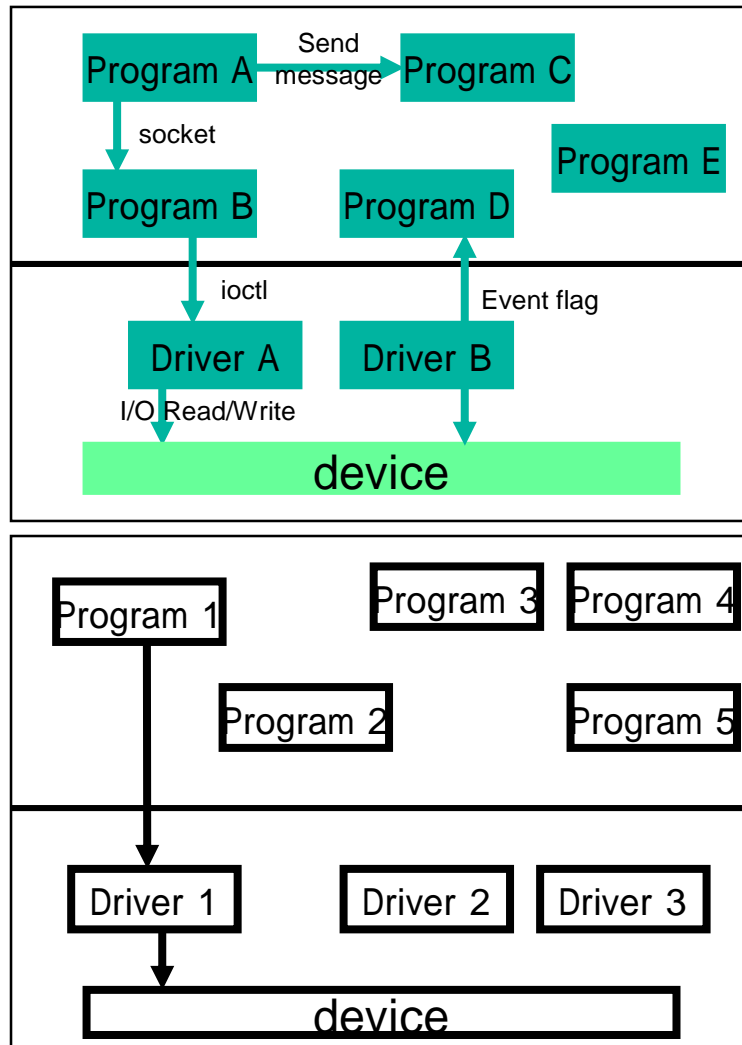 Send
message
Program A
Program C
socket
Program E
Program B
Program D
ioctl
Event flag
Driver A
Driver B
I/O Read/Write
device
Program 1
Program 3
Program 4
Program 2
Program 5
Driver 1
Driver 2
Driver 3
device